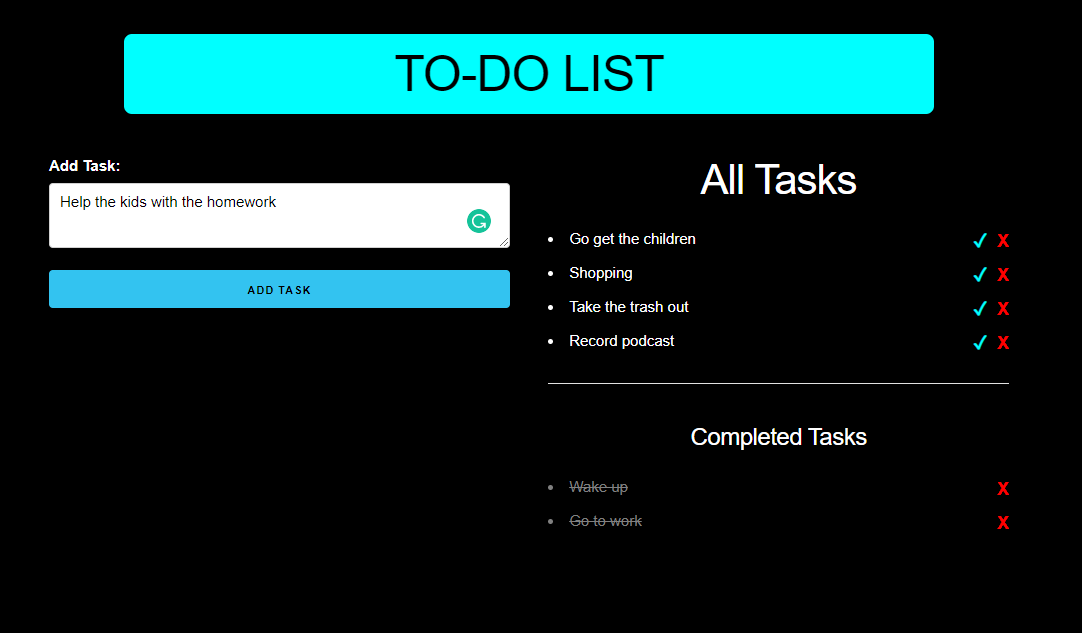 TO-DO LIST
Add Task:
Help the kids with the homework
ADD TASK
All Tasks
Go get the children ✓ X
Shopping ✓ X
Take the trash out ✓ X
Record podcast ✓ X
Completed Tasks
Wake up X
Go to work X